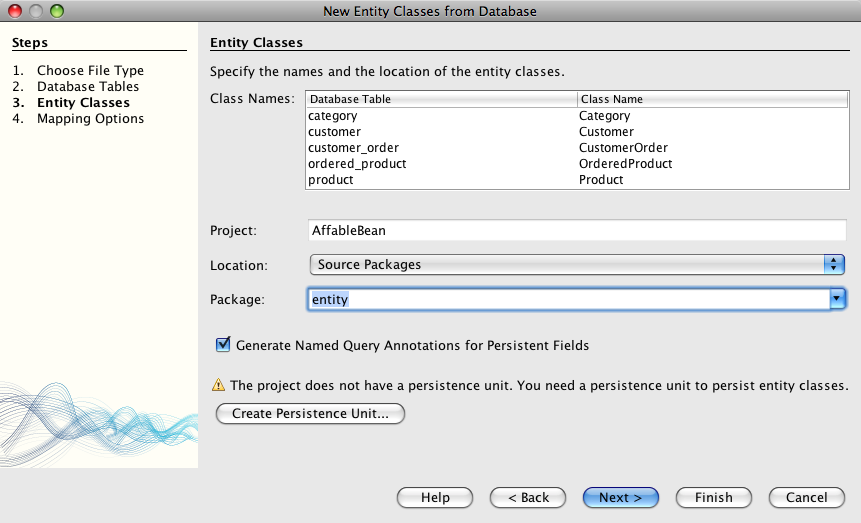 New Entity Classes from Database
Steps
1. Choose File Type
2. Database Tables
3. Entity Classes
4. Mapping Options
Entity Classes
Specify the names and the location of the entity classes.
Class Names:
Database Table Class Name
category Category
customer Customer
customer_order CustomerOrder
ordered_product OrderedProduct
product Product
Project: AffableBean
Location: Source Packages
Package: entity
Generate Named Query Annotations for Persistent Fields
The project does not have a persistence unit. You need a persistence unit to persist entity classes.
Create Persistence Unit...
Help < Back Next > Finish Cancel